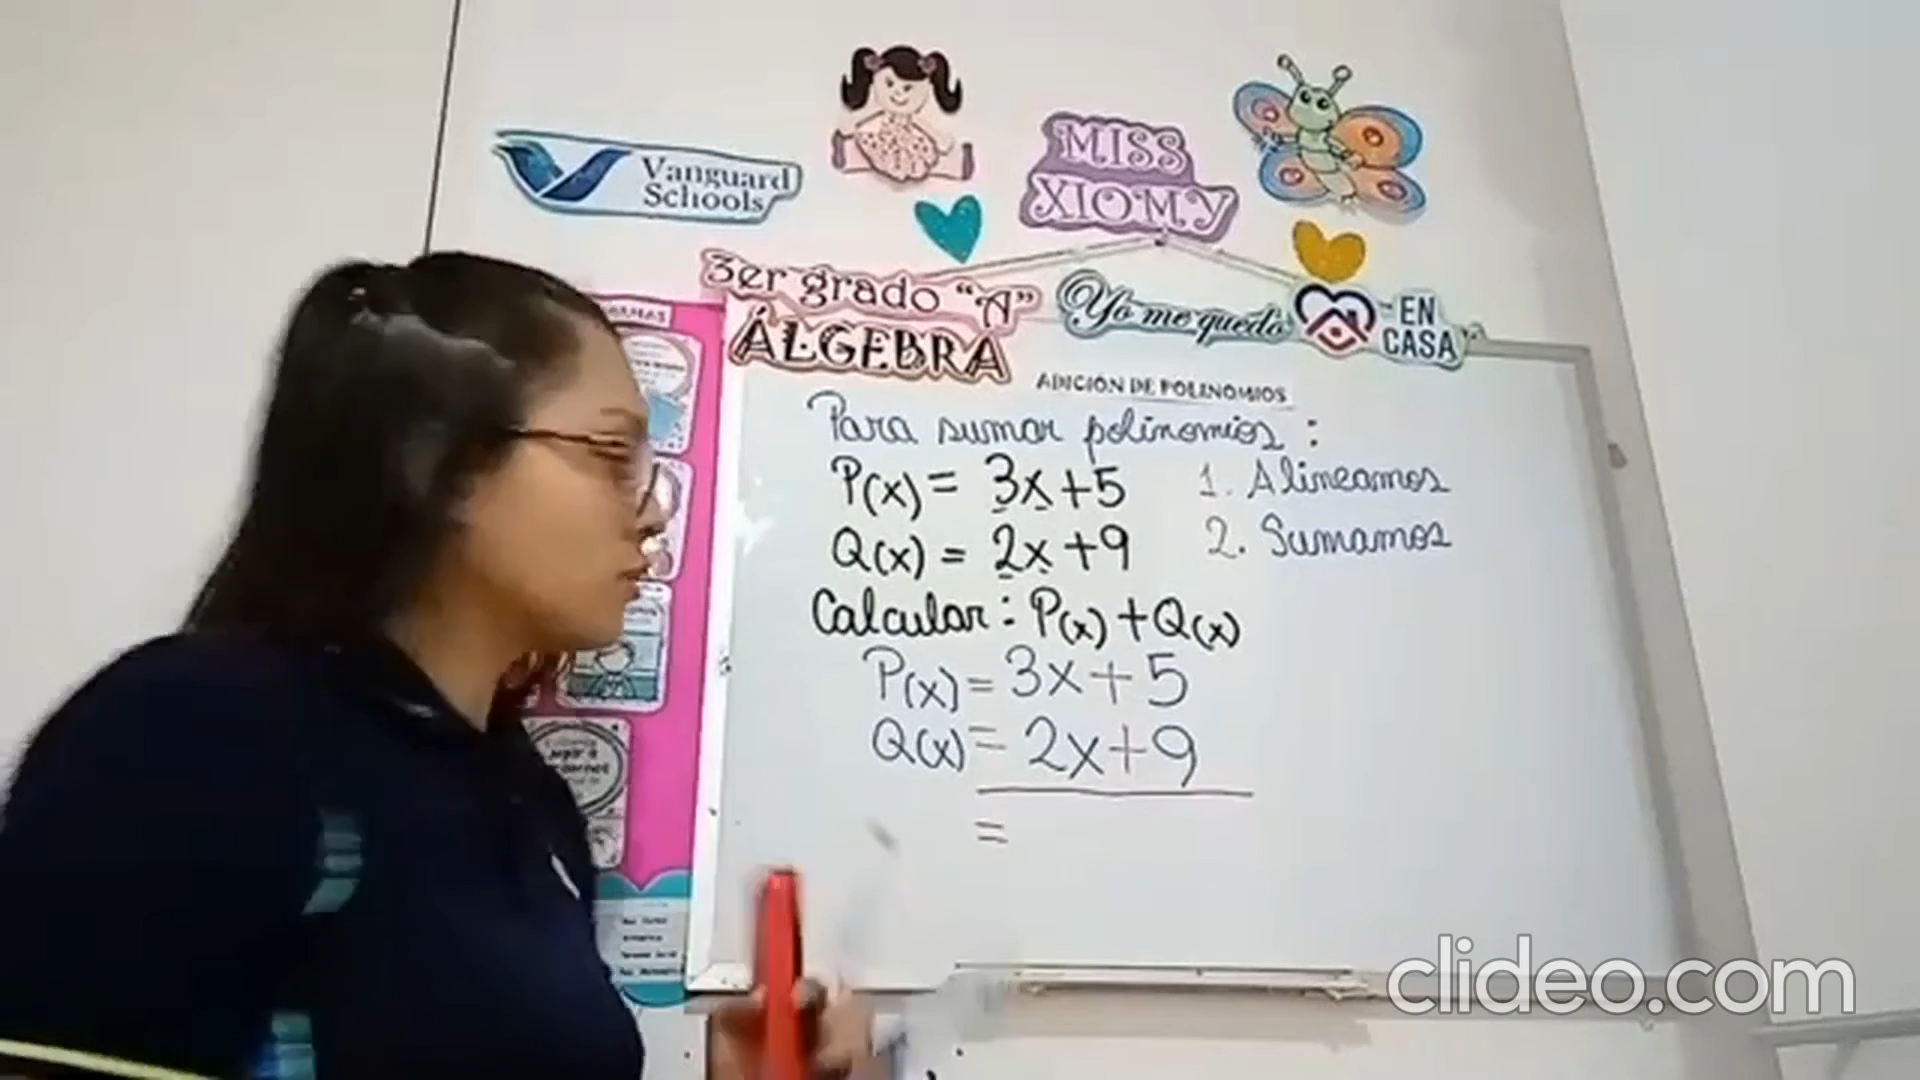 Vanguard
Schools
MISS
XIOMY
3er grado "A"
ÁLGEBRA
"Yo me quedo EN
CASA"
ADICIÓN DE POLINOMIOS
Para sumar polinomios:
P(x) = 3x+5
1. Alineamos
Q(x) = 2x+9
2. Sumamos
Calcular: P(x)+Q(x)
P(x)= 3x+5
Q(x)= 2x+9
=
clideo.com